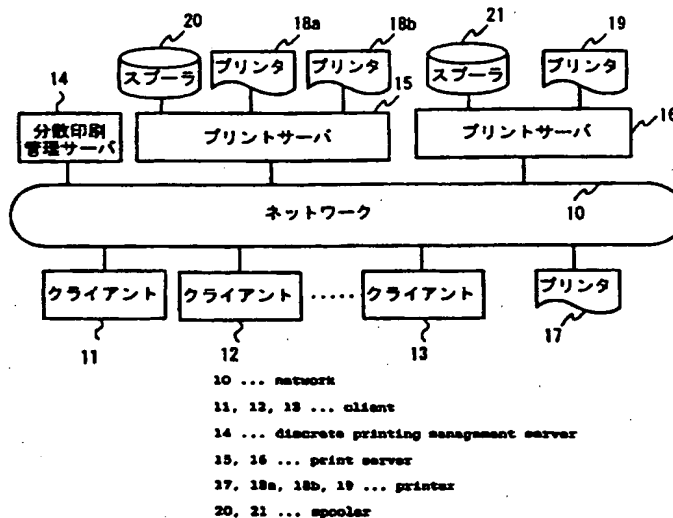 20 18a 18b 21 19
14 スプーラ プリンタ プリンタ スプーラ プリンタ
15
分散印刷
管理サーバ
プリントサーバ プリントサーバ 16
ネットワーク 10
クライアント クライアント ..... クライアント プリンタ
11 12 13 17
10 ... network
11, 12, 13 ... client
14 ... discrete printing management server
15, 16 ... print server
17, 18a, 18b, 19 ... printer
20, 21 ... spooler